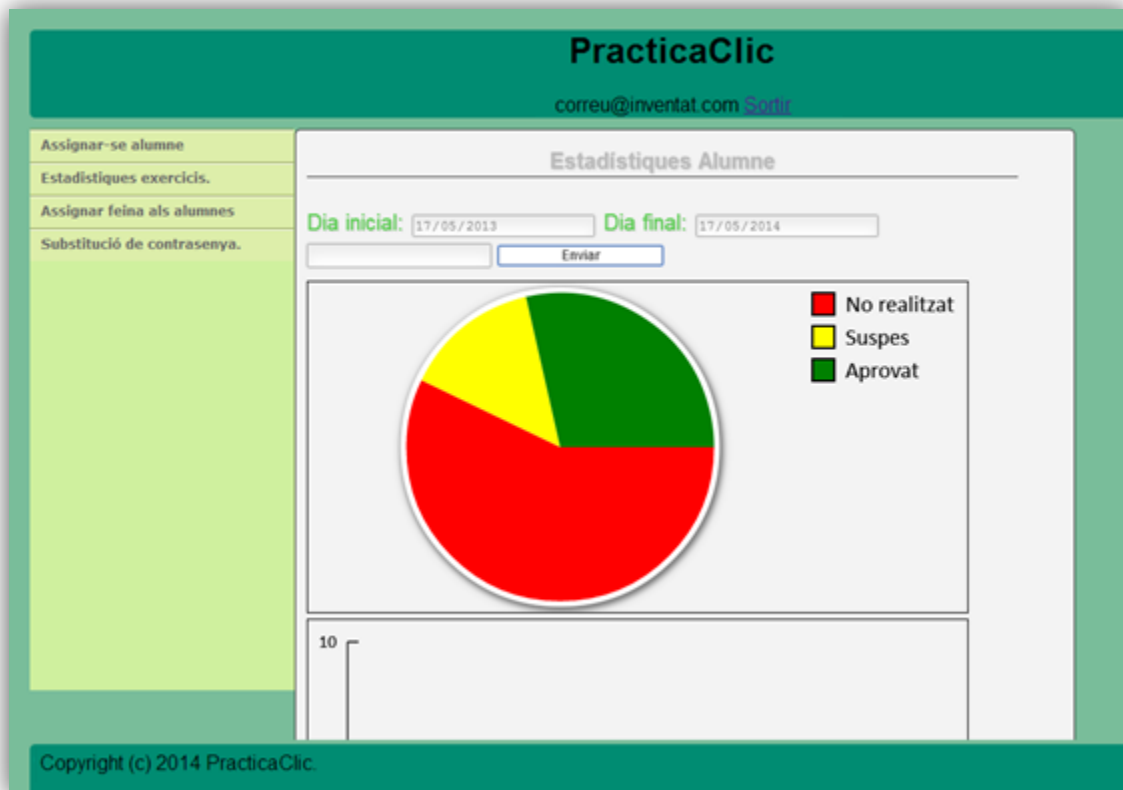 PracticaClic
correu@inventat.com Sortir
Assignar-se alumne
Estadistiques exercicis.
Assignar feina als alumnes
Substitució de contrasenya.
Estadístiques Alumne
Dia inicial: 17/05/2013 Dia final: 17/05/2014
Enviar
No realitzat
Suspes
Aprovat
10
Copyright (c) 2014 PracticaClic.